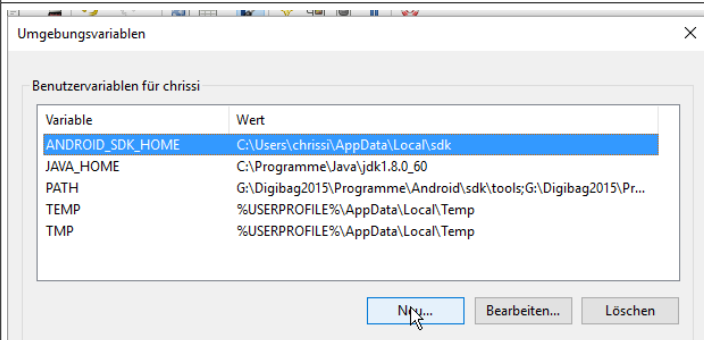 Umgebungsvariablen
Benutzervariablen für chrissi
Variable Wert
ANDROID_SDK_HOME C:\Users\chrissi\AppData\Local\sdk
JAVA_HOME C:\Programme\Java\jdk1.8.0_60
PATH G:\Digibag2015\Programme\Android\sdk\tools;G:\Digibag2015\Pr...
TEMP %USERPROFILE%\AppData\Local\Temp
TMP %USERPROFILE%\AppData\Local\Temp
Neu... Bearbeiten... Löschen